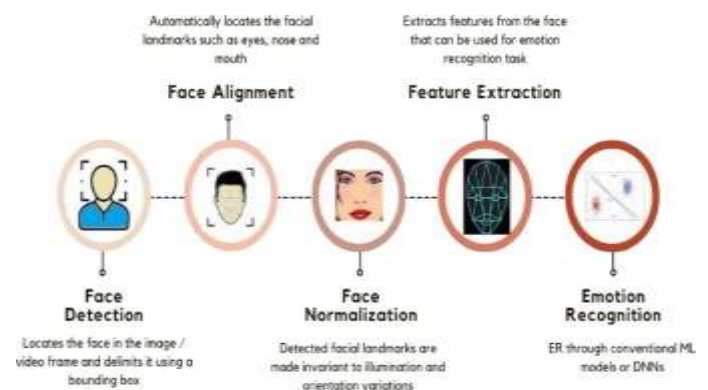 Automatically locates the facial
landmarks such as eyes, nose and
mouth
Face Alignment
Extracts features from the face
that can be used for emotion
recognition task
Feature Extraction
Face
Detection
Locates the face in the image /
video frame and delimits it using a
bounding box
Face
Normalization
Detected facial landmarks are
made invariant to illumination and
orientation variations
Emotion
Recognition
ER through conventional ML
models or DNNs